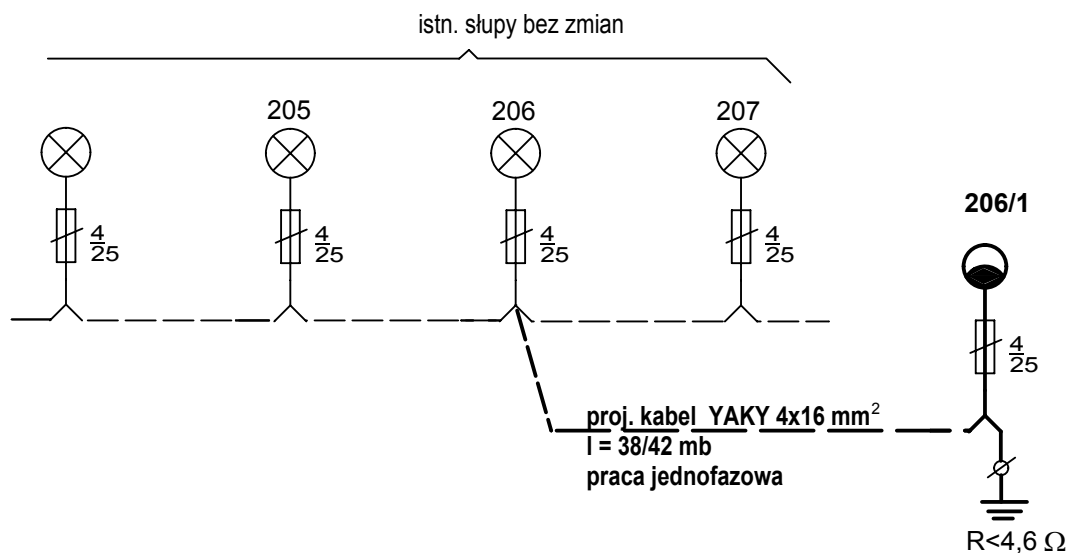 istn. słupy bez zmian
205
206
207
206/1
4
25
4
25
4
25
4
25
4
25
proj. kabel YAKY 4x16 mm²
l = 38/42 mb
praca jednofazowa
R<4,6 Ω